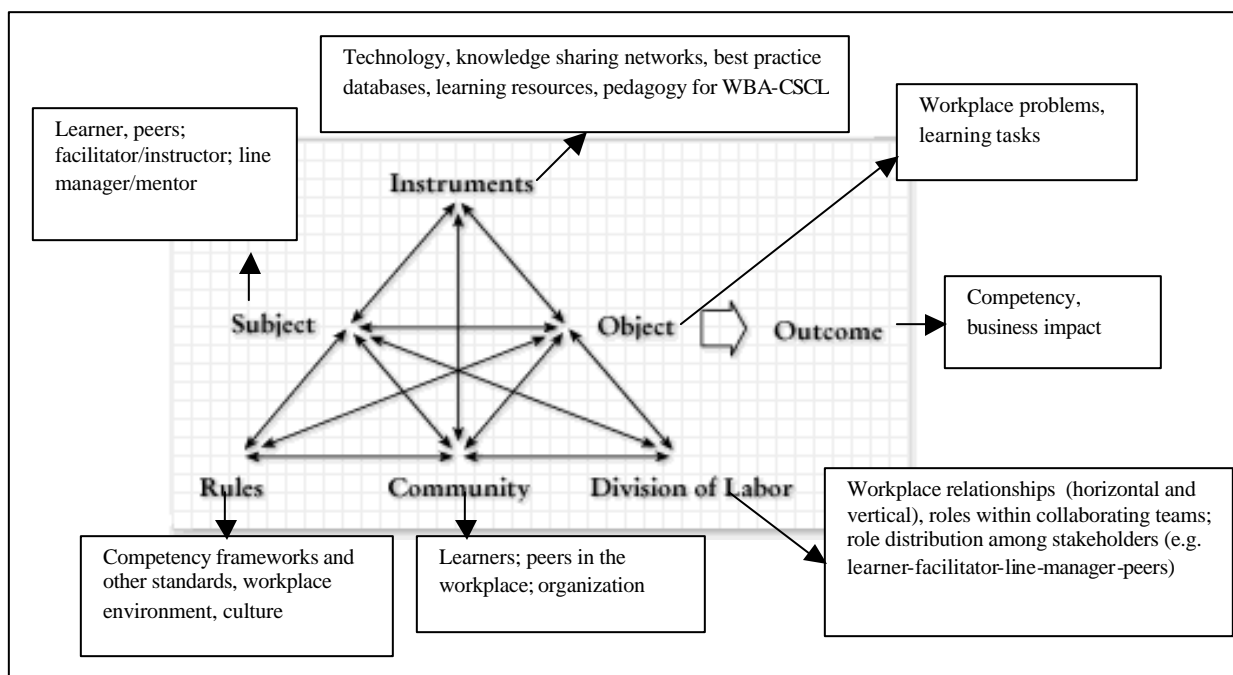 Technology, knowledge sharing networks, best practice
databases, learning resources, pedagogy for WBA-CSCL
Workplace problems,
learning tasks
Learner, peers;
facilitator/instructor; line
manager/mentor
Instruments
Subject
Object
Outcome
Competency,
business impact
Rules
Community
Division of Labor
Workplace relationships (horizontal and
vertical), roles within collaborating teams;
role distribution among stakeholders (e.g.
learner-facilitator-line-manager-peers)
Competency frameworks and
other standards, workplace
environment, culture
Learners; peers in the
workplace; organization